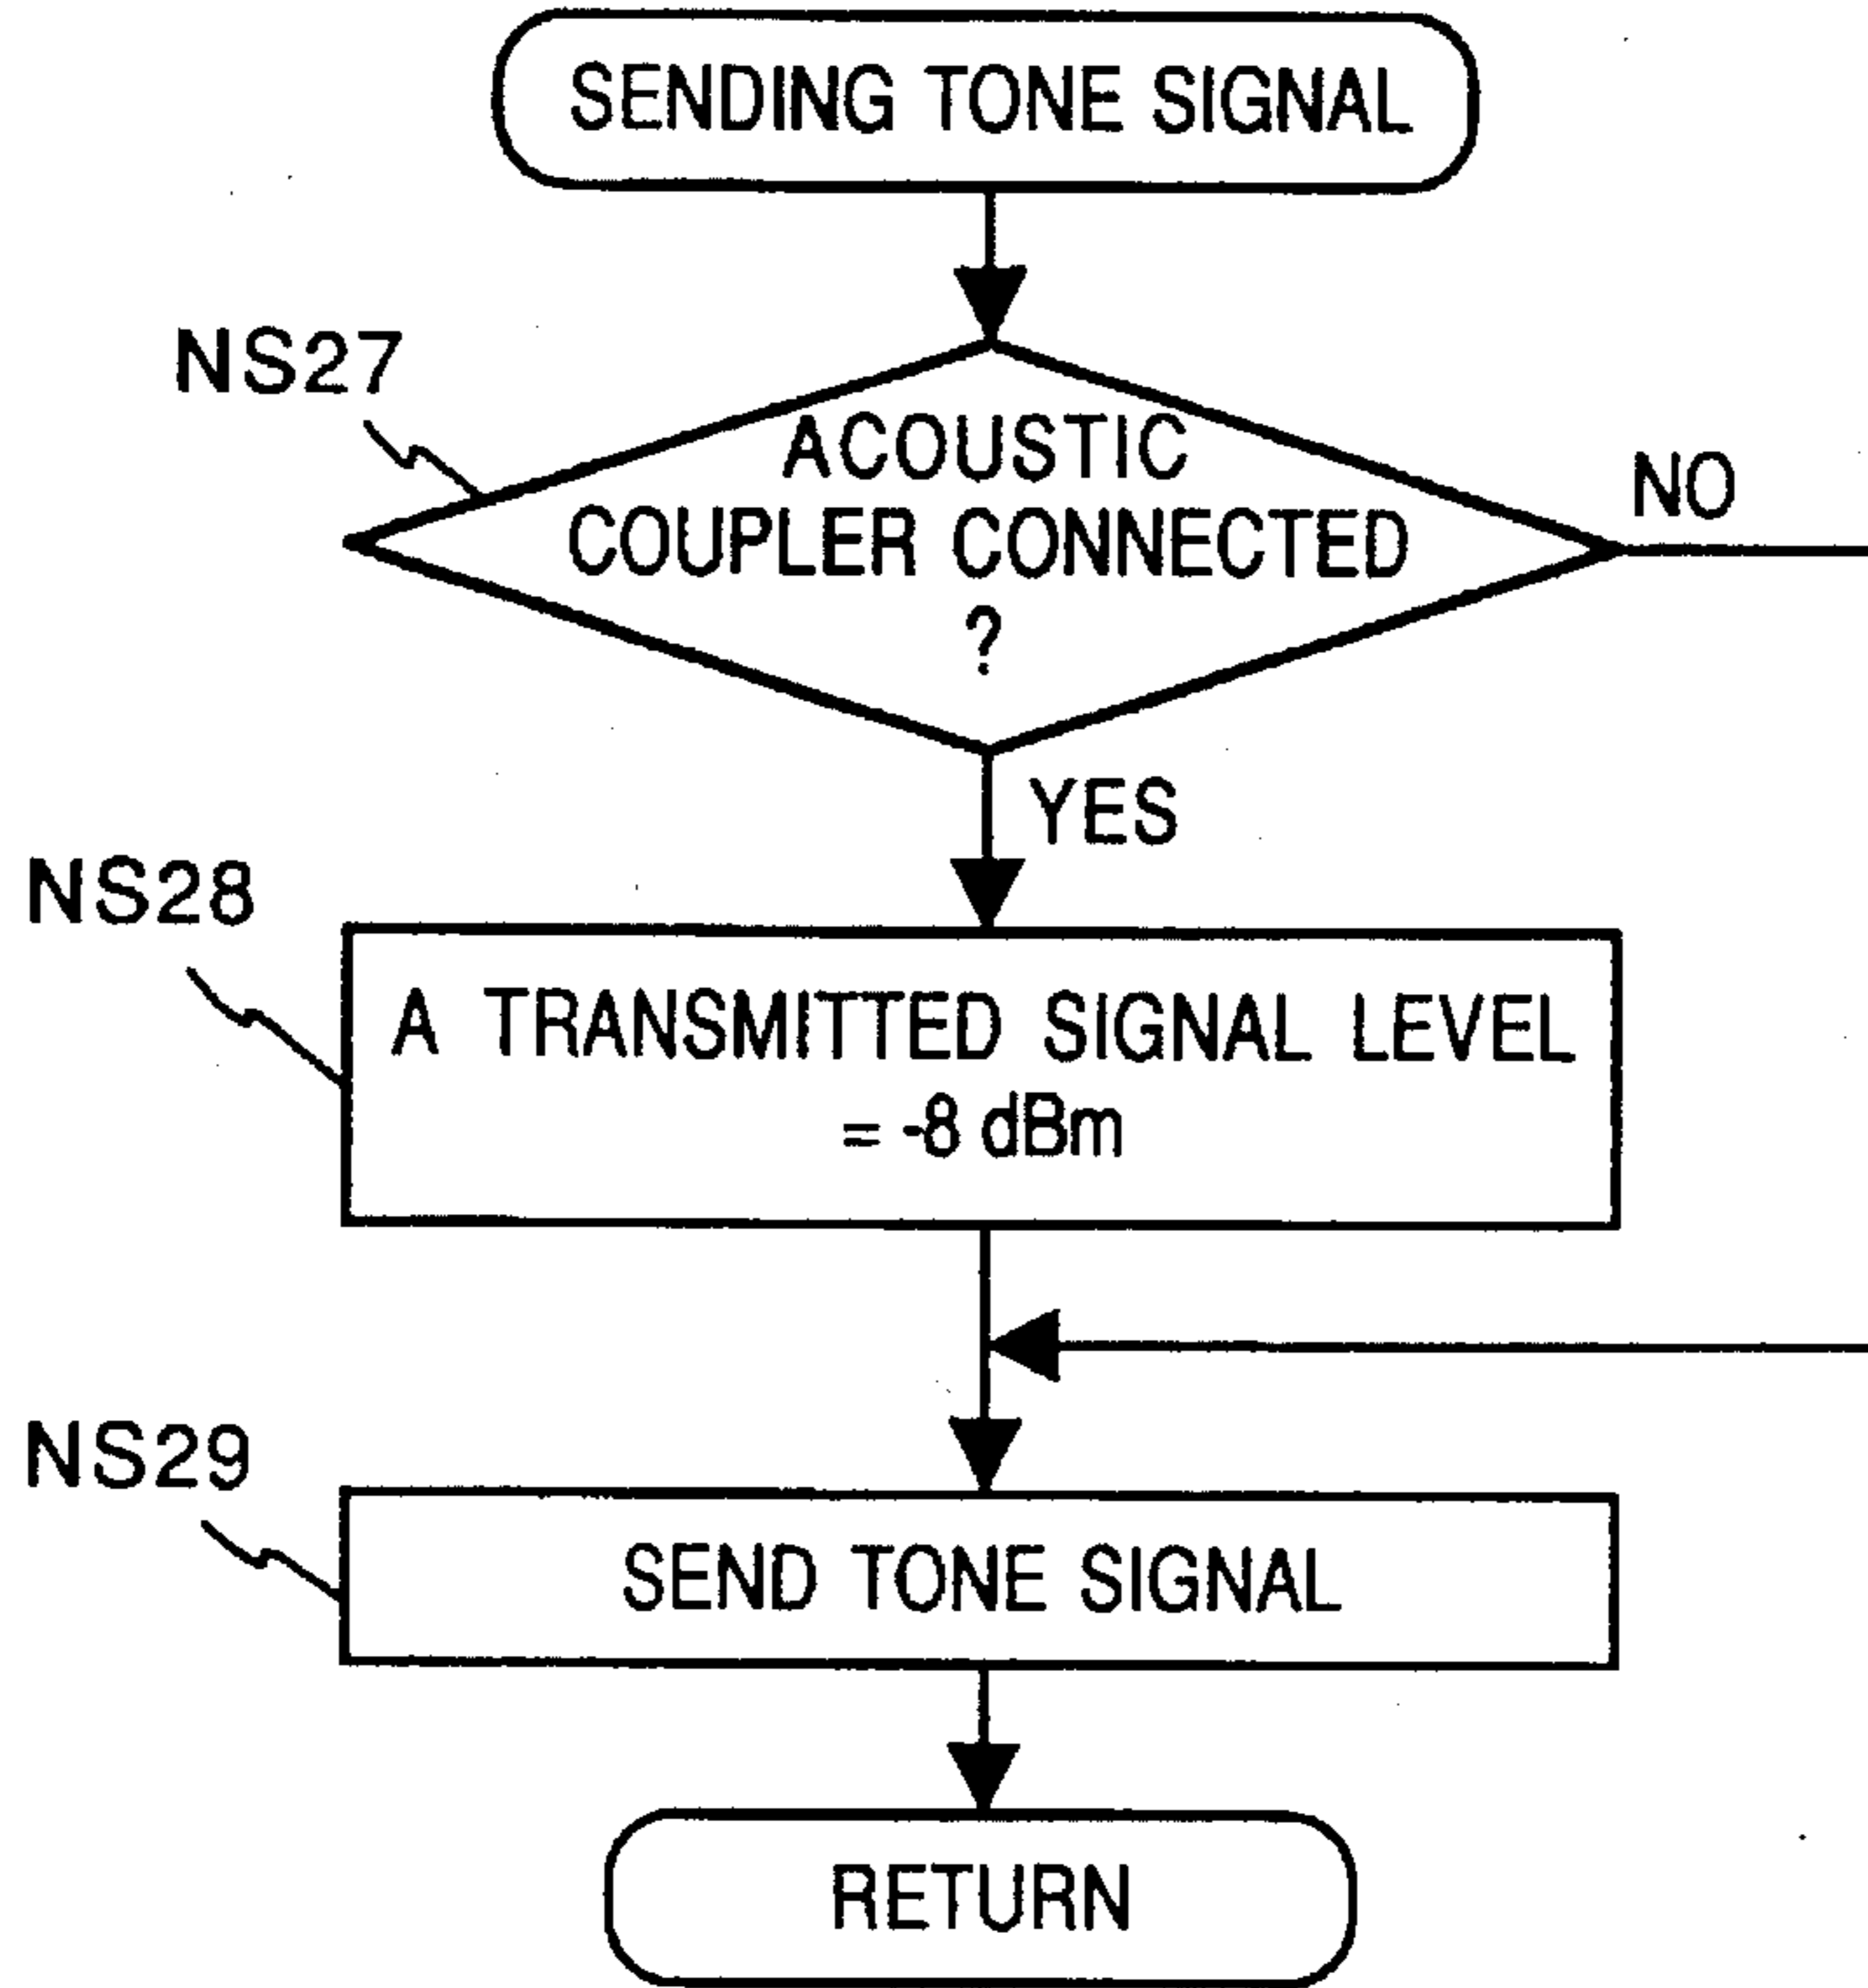 SENDING TONE SIGNAL
NS27
ACOUSTIC
COUPLER CONNECTED
?
NO
YES
NS28
A TRANSMITTED SIGNAL LEVEL
= -8 dBm
NS29
SEND TONE SIGNAL
RETURN